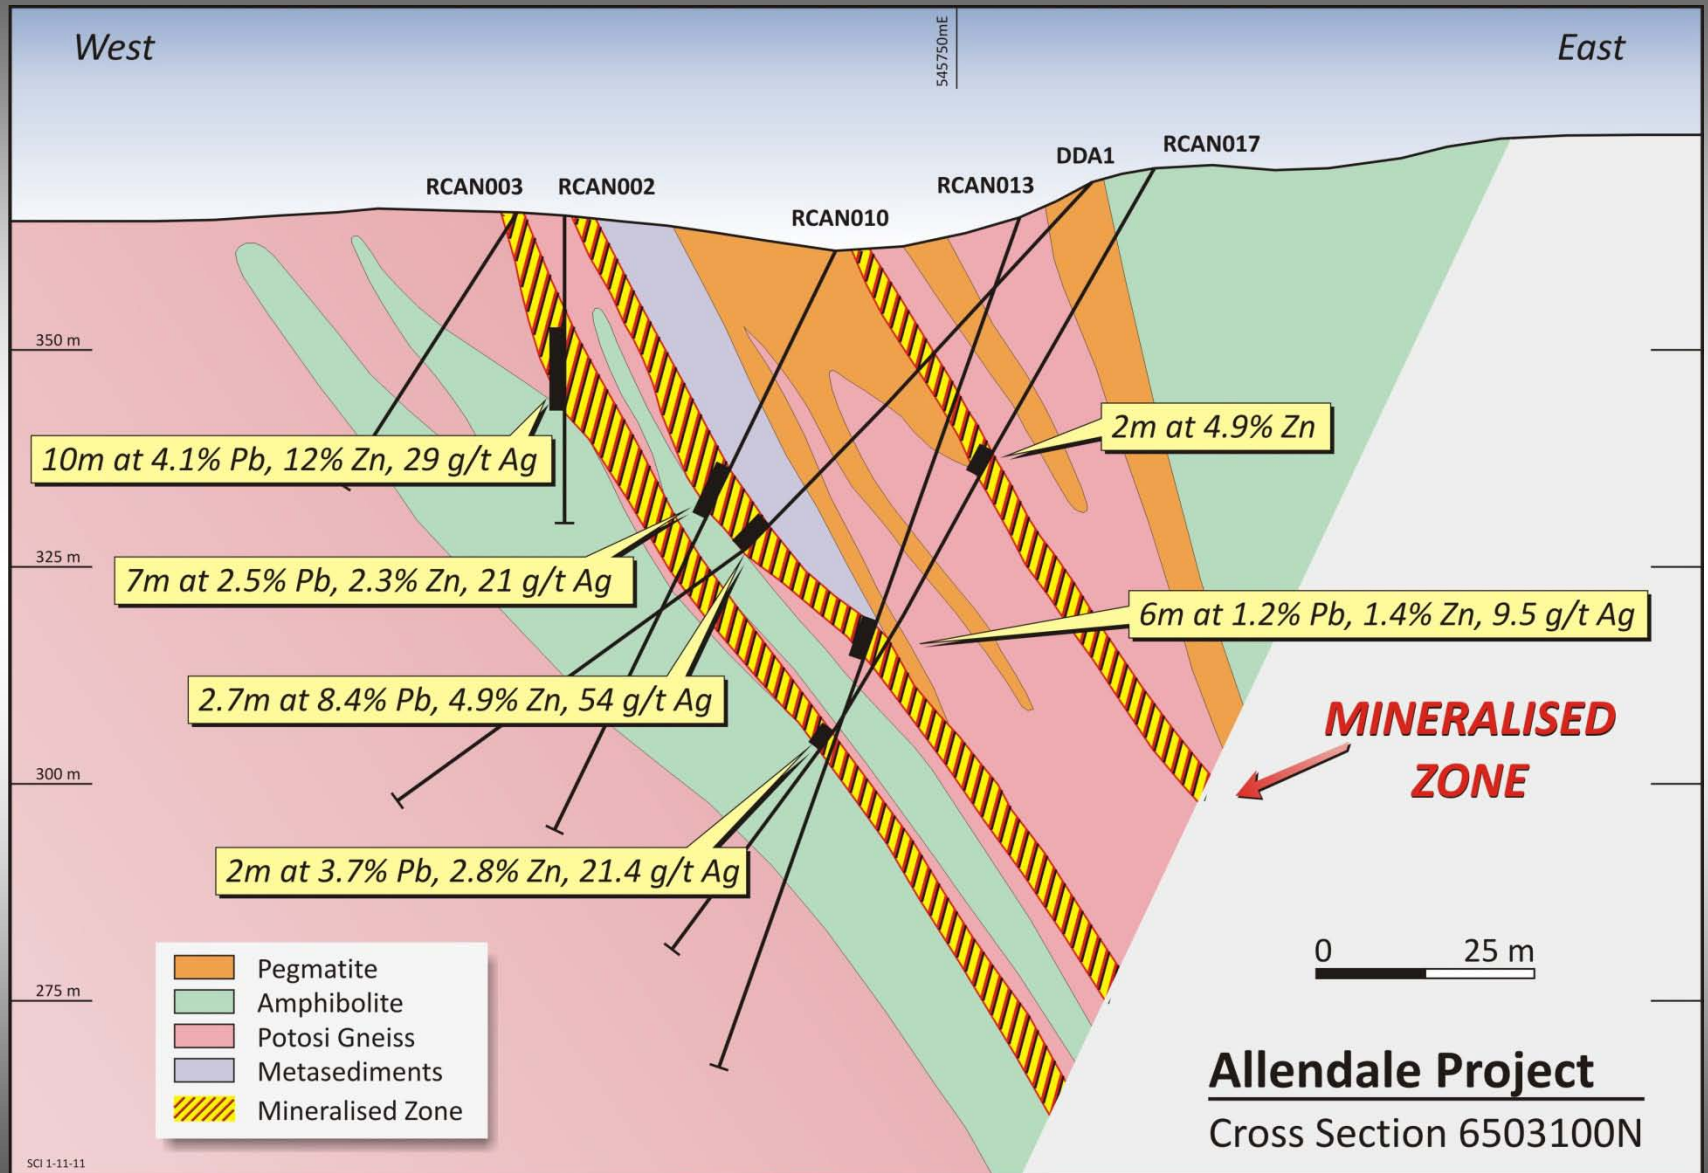 West
545750mE
East
RCAN003
RCAN002
RCAN010
RCAN013
DDA1
RCAN017
350 m
2m at 4.9% Zn
10m at 4.1% Pb, 12% Zn, 29 g/t Ag
325 m
7m at 2.5% Pb, 2.3% Zn, 21 g/t Ag
6m at 1.2% Pb, 1.4% Zn, 9.5 g/t Ag
2.7m at 8.4% Pb, 4.9% Zn, 54 g/t Ag
MINERALISED
ZONE
300 m
2m at 3.7% Pb, 2.8% Zn, 21.4 g/t Ag
0 25 m
275 m
Pegmatite
Amphibolite
Potosi Gneiss
Metasediments
Mineralised Zone
Allendale Project
Cross Section 6503100N
SCI 1-11-11